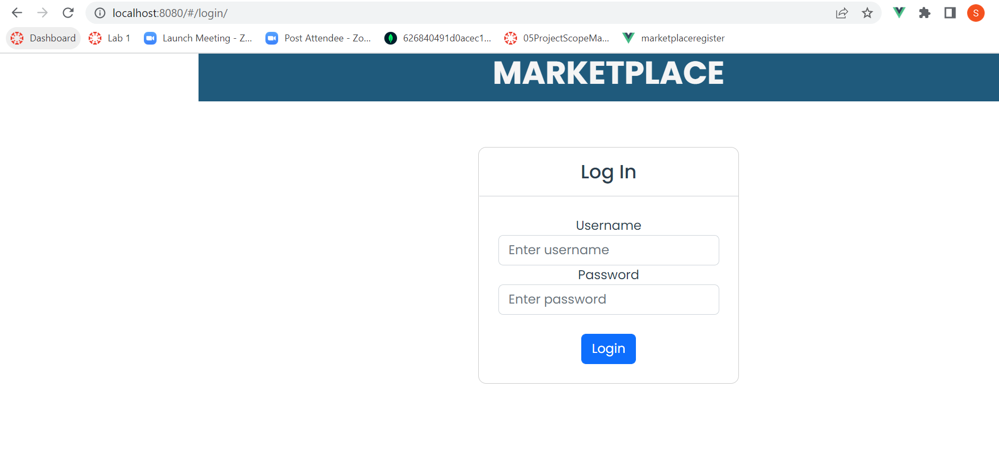 localhost:8080/#/login/
S
Dashboard Lab 1 Launch Meeting - Z... Post Attendee - Zo... 626840491d0acec1... 05ProjectScopeMa... marketplaceregister
MARKETPLACE
Log In
Username
Enter username
Password
Enter password
Login